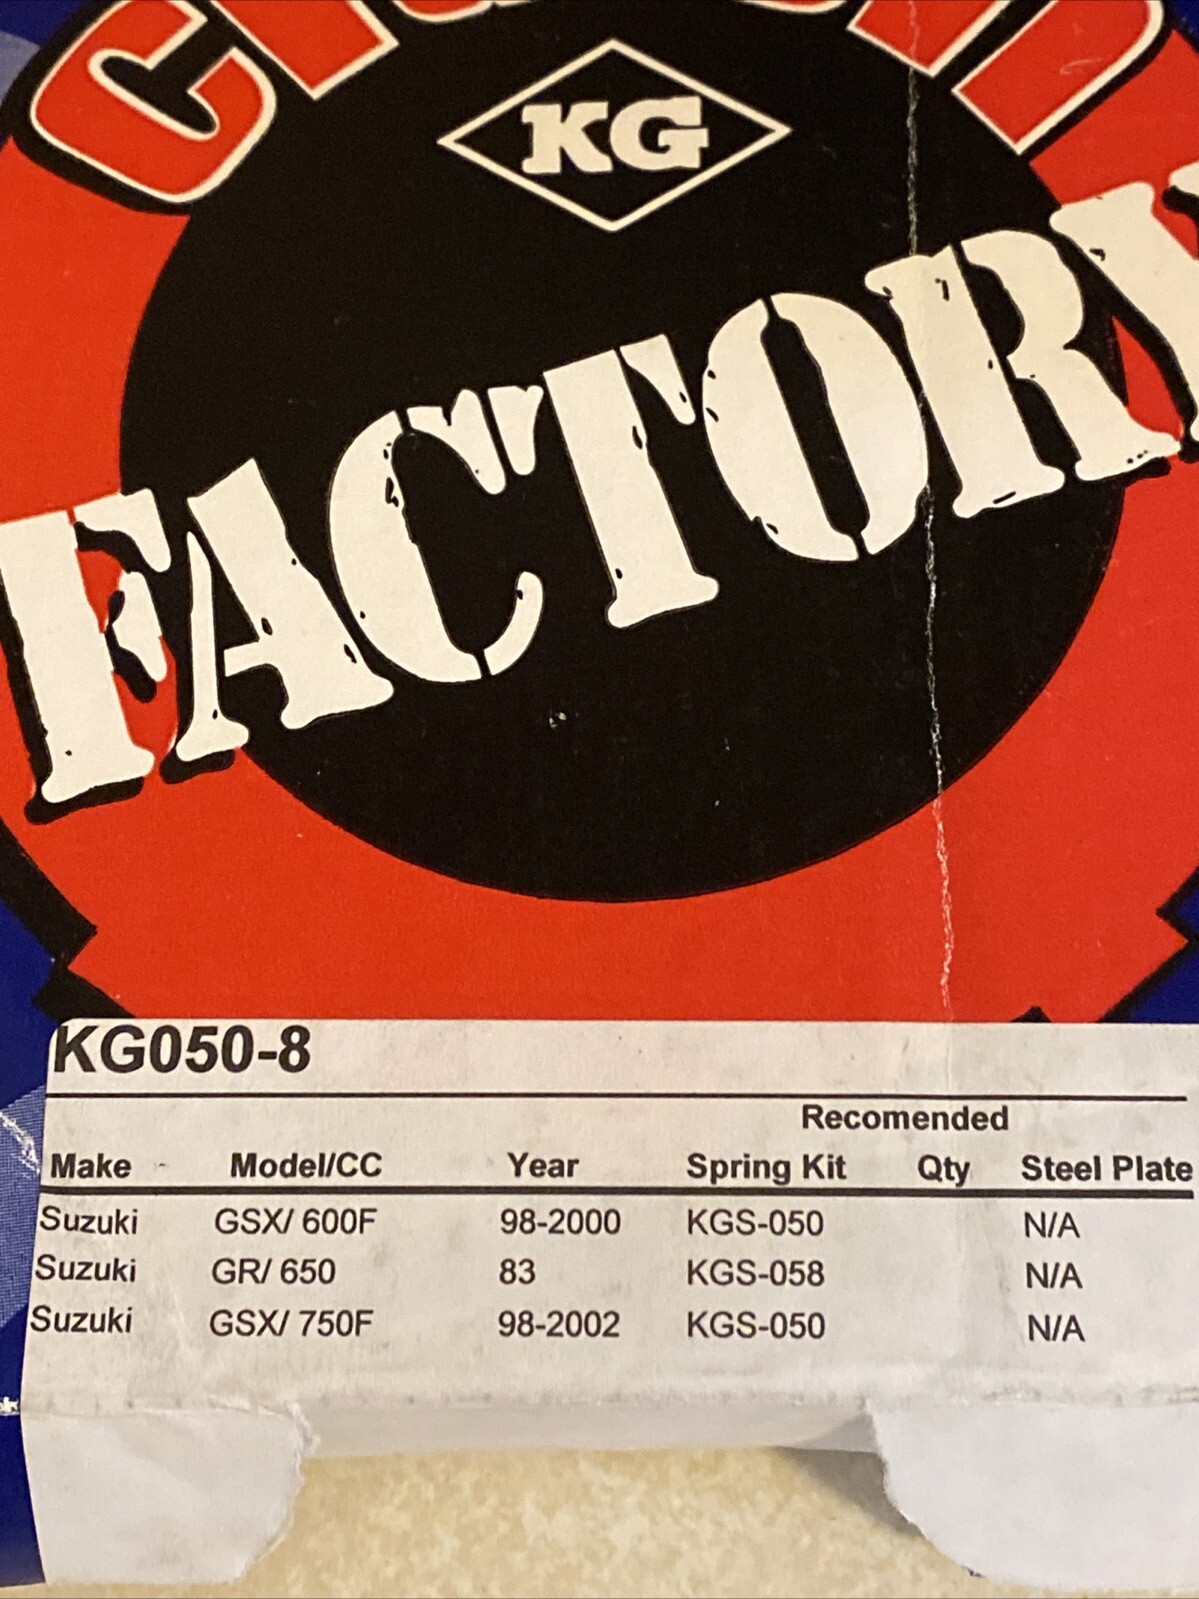 KG
FACTORY
KG050-8
Recomended
Make Model/CC Year Spring Kit Qty Steel Plate
Suzuki GSX/ 600F 98-2000 KGS-050 N/A
Suzuki GR/ 650 83 KGS-058 N/A
Suzuki GSX/ 750F 98-2002 KGS-050 N/A